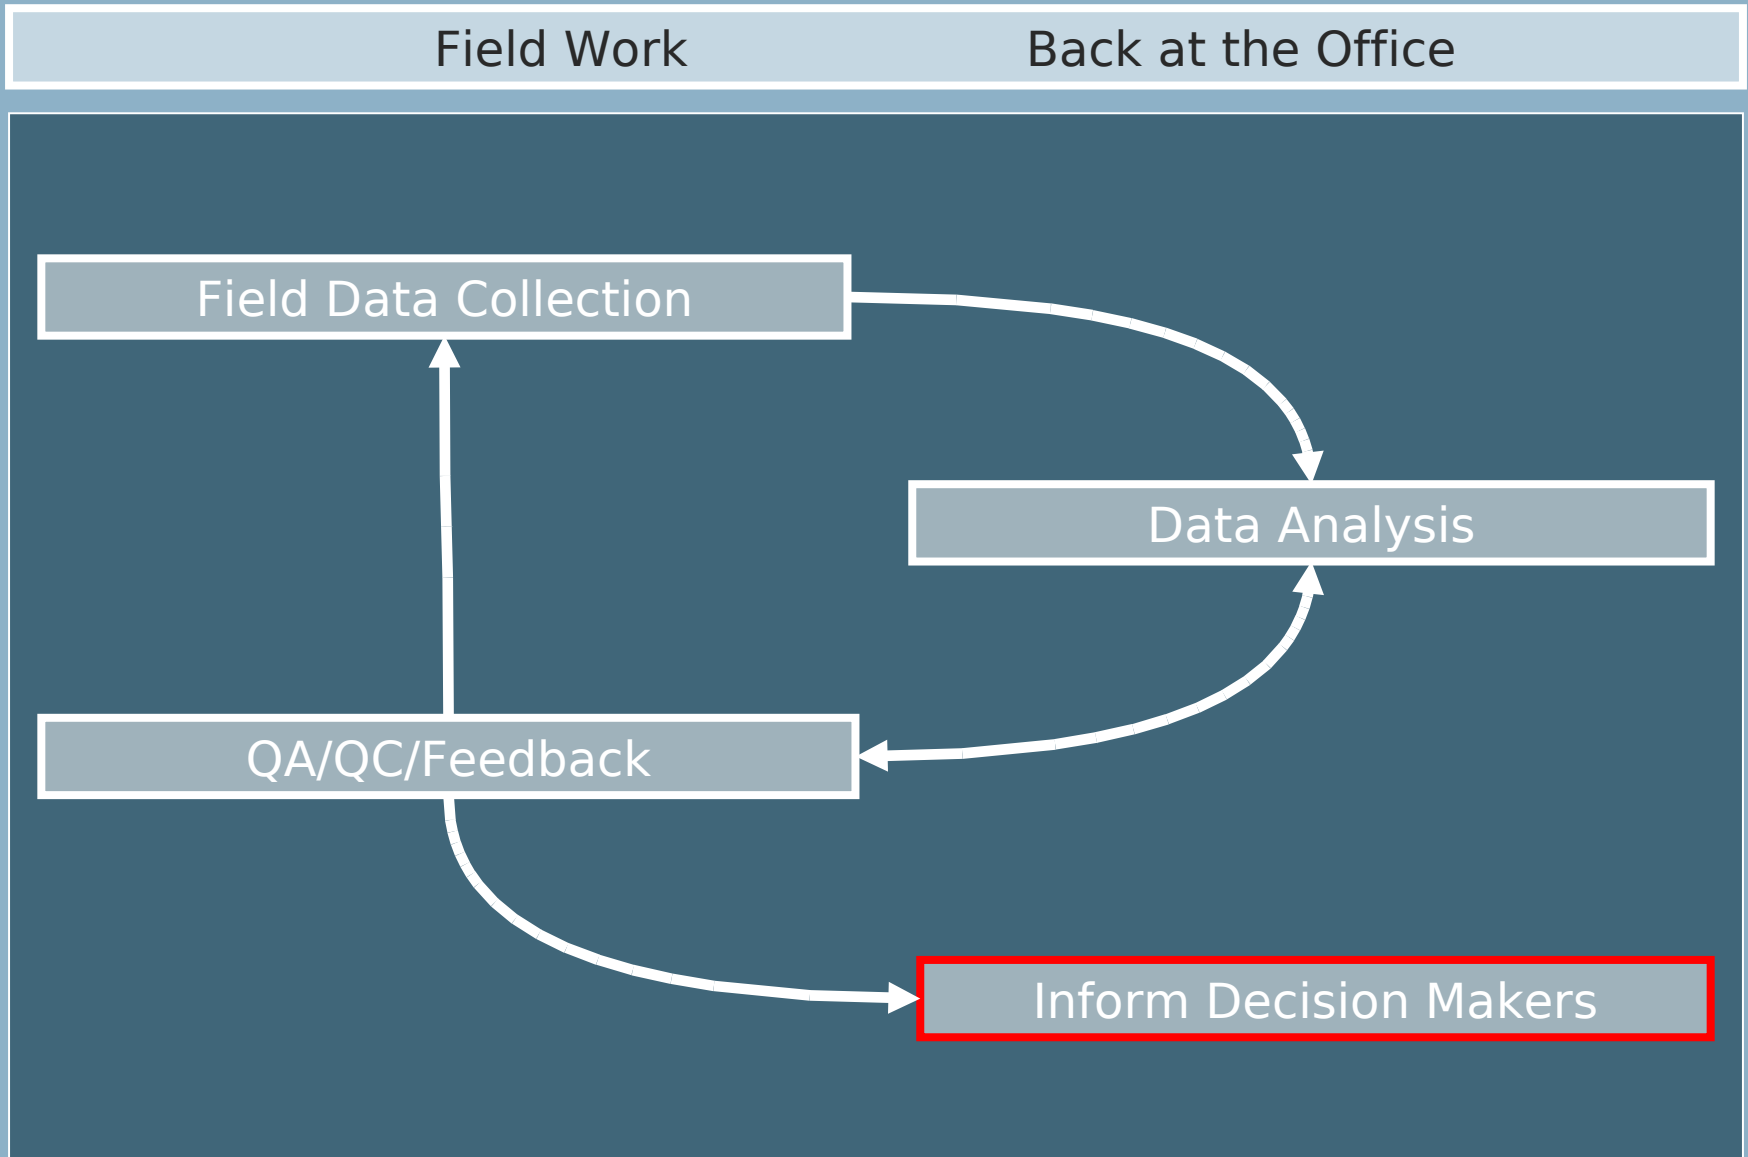 Field Work
Back at the Office
Field Data Collection
Data Analysis
QA/QC/Feedback
Inform Decision Makers